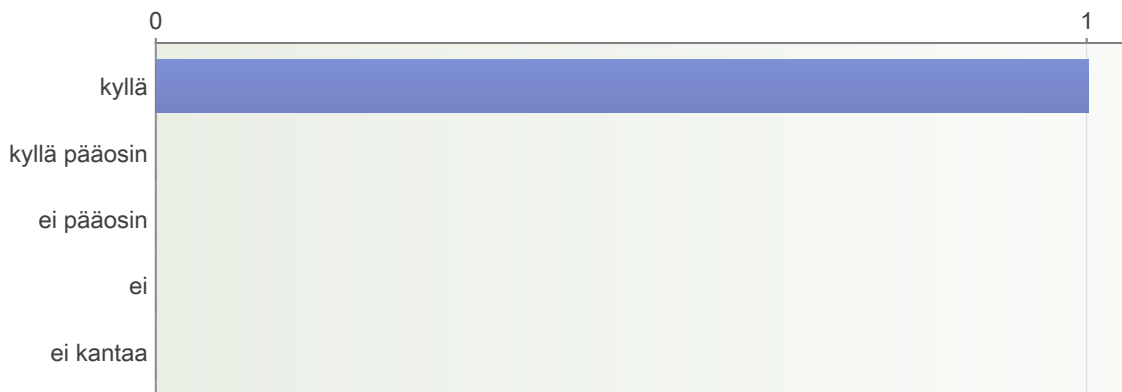 0 1
kyllä
kyllä pääosin
ei pääosin
ei
ei kantaa